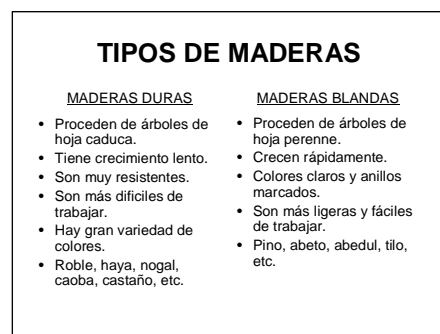 TIPOS DE MADERAS
MADERAS DURAS
• Proceden de árboles de
hoja caduca.
• Tiene crecimiento lento.
• Son muy resistentes.
• Son más dificiles de
trabajar.
• Hay gran variedad de
colores.
• Roble, haya, nogal,
caoba, castaño, etc.
MADERAS BLANDAS
• Proceden de árboles de
hoja perenne.
• Crecen rápidamente.
• Colores claros y anillos
marcados.
• Son más ligeras y fáciles
de trabajar.
• Pino, abeto, abedul, tilo,
etc.